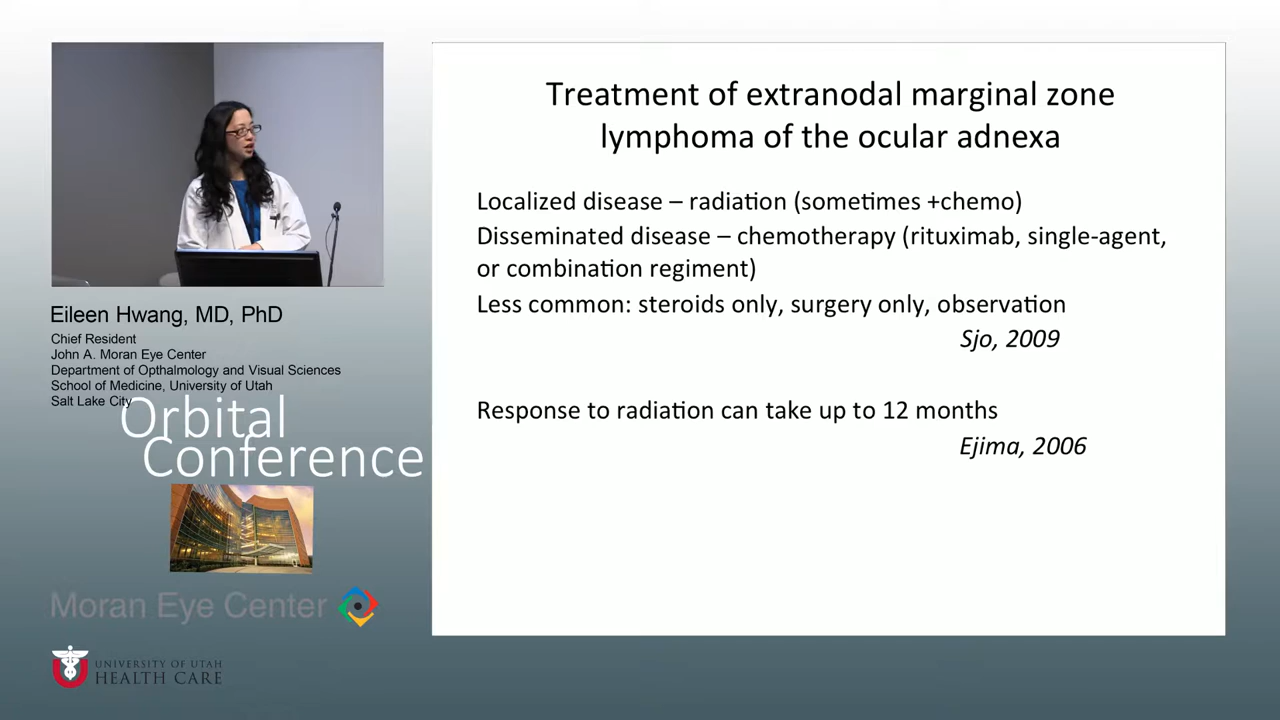 Treatment of extranodal marginal zone
lymphoma of the ocular adnexa
Localized disease – radiation (sometimes +chemo)
Disseminated disease – chemotherapy (rituximab, single-agent,
or combination regiment)
Less common: steroids only, surgery only, observation
Sjo, 2009
Response to radiation can take up to 12 months
Ejima, 2006
Eileen Hwang, MD, PhD
Chief Resident
John A. Moran Eye Center
Department of Opthalmology and Visual Sciences
School of Medicine, University of Utah
Salt Lake City
Orbital
Conference
Moran Eye Center
UNIVERSITY OF UTAH
HEALTH CARE